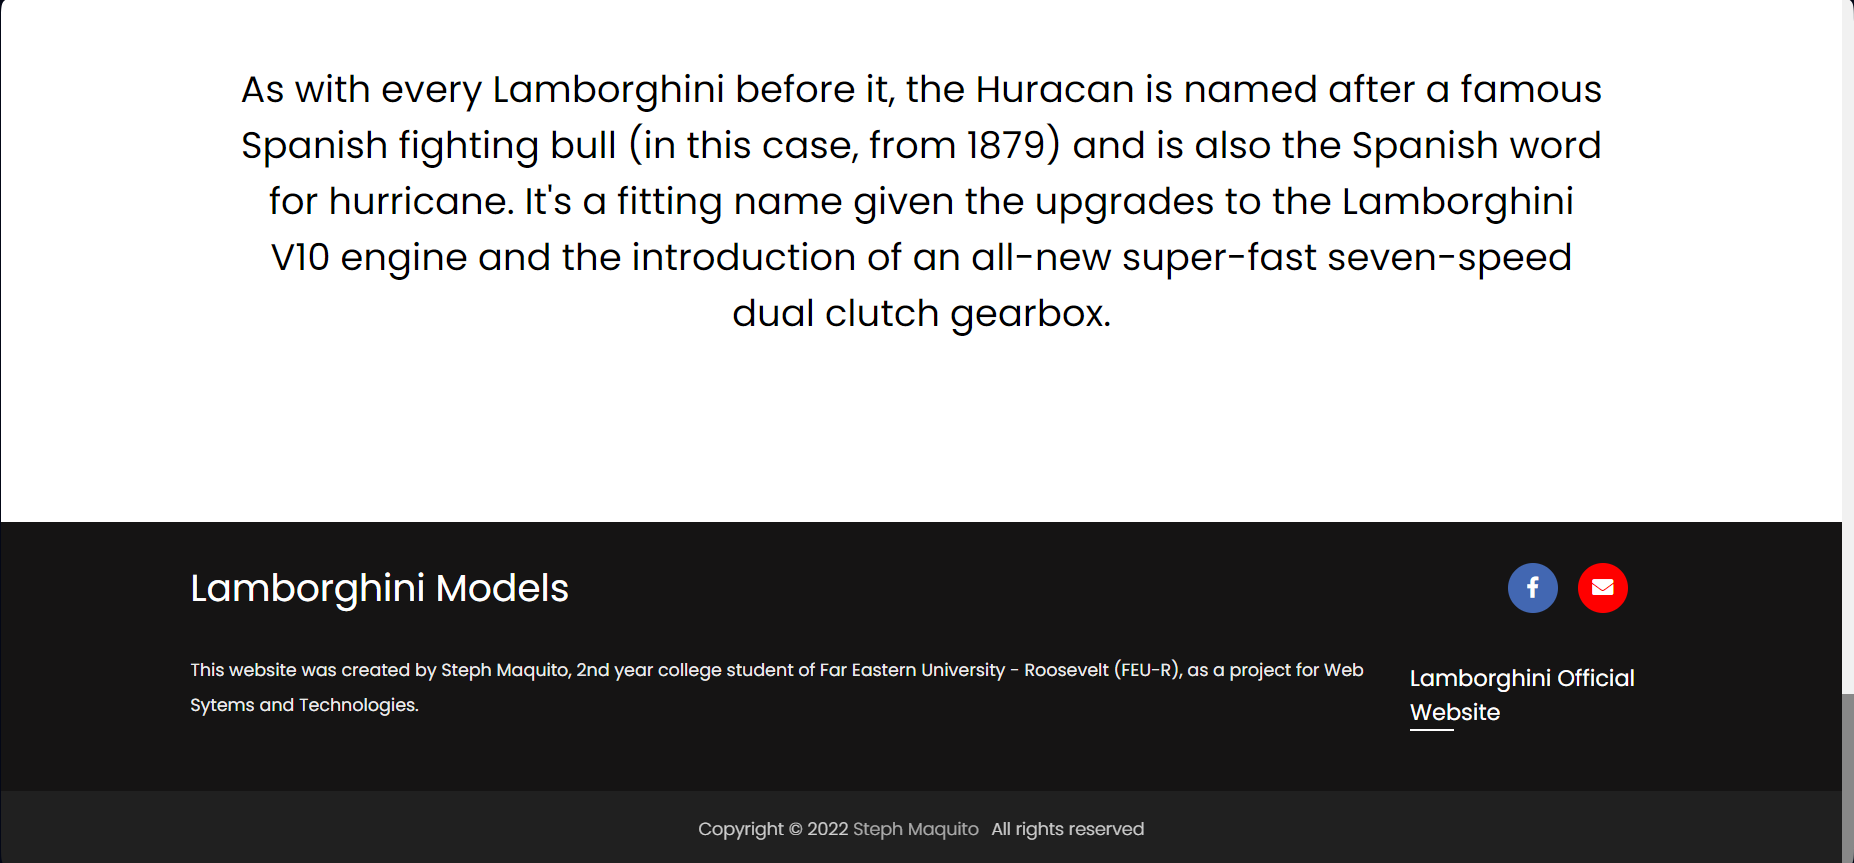 As with every Lamborghini before it, the Huracan is named after a famous
Spanish fighting bull (in this case, from 1879) and is also the Spanish word
for hurricane. It's a fitting name given the upgrades to the Lamborghini
V10 engine and the introduction of an all-new super-fast seven-speed
dual clutch gearbox.
Lamborghini Models
This website was created by Steph Maquito, 2nd year college student of Far Eastern University - Roosevelt (FEU-R), as a project for Web
Sytems and Technologies.
Lamborghini Official
Website
Copyright © 2022 Steph Maquito All rights reserved